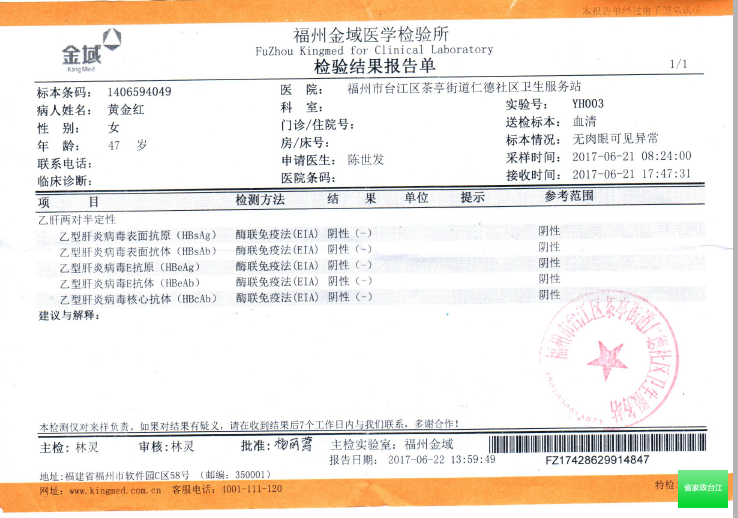 本报告单经过电子签名认证
金域
KingMed
福州金域医学检验所
FuZhou Kingmed for Clinical Laboratory
检验结果报告单
1/1
标本条码: 1406594049 医 院: 福州市台江区茶亭街道仁德社区卫生服务站
病人姓名: 黄金红 科 室: 实验号: YH003
性 别: 女 门诊/住院号: 送检标本: 血清
年 龄: 47 岁 房/床号: 标本情况: 无肉眼可见异常
联系电话: 申请医生: 陈世发 采样时间: 2017-06-21 08:24:00
临床诊断: 医院条码: 接收时间: 2017-06-21 17:47:31
项 目 检测方法 结 果 单位 提示 参考范围
乙肝两对半定性
乙型肝炎病毒表面抗原（HBsAg） 酶联免疫法(EIA) 阴性（-） 阴性
乙型肝炎病毒表面抗体（HBsAb） 酶联免疫法(EIA) 阴性（-） 阴性
乙型肝炎病毒E抗原（HBeAg） 酶联免疫法(EIA) 阴性（-） 阴性
乙型肝炎病毒E抗体（HBeAb） 酶联免疫法(EIA) 阴性（-） 阴性
乙型肝炎病毒核心抗体（HBcAb） 酶联免疫法(EIA) 阴性（-） 阴性
建议与解释:
福州市台江区茶亭街道仁德社区卫生服务站
本检测仅对来样负责。如果对结果有疑义，请在收到结果后7个工作日内与我们联系，多谢合作！
主检: 林灵 审核: 林灵 批准: 主检实验室: 福州金域
报告日期: 2017-06-22 13:59:49 FZ17428629914847
地址:福建省福州市软件园C区58号 （邮编: 350001）
网址: www.kingmed.com.cn 客服电话: 4001-111-120 特检
省家政台江